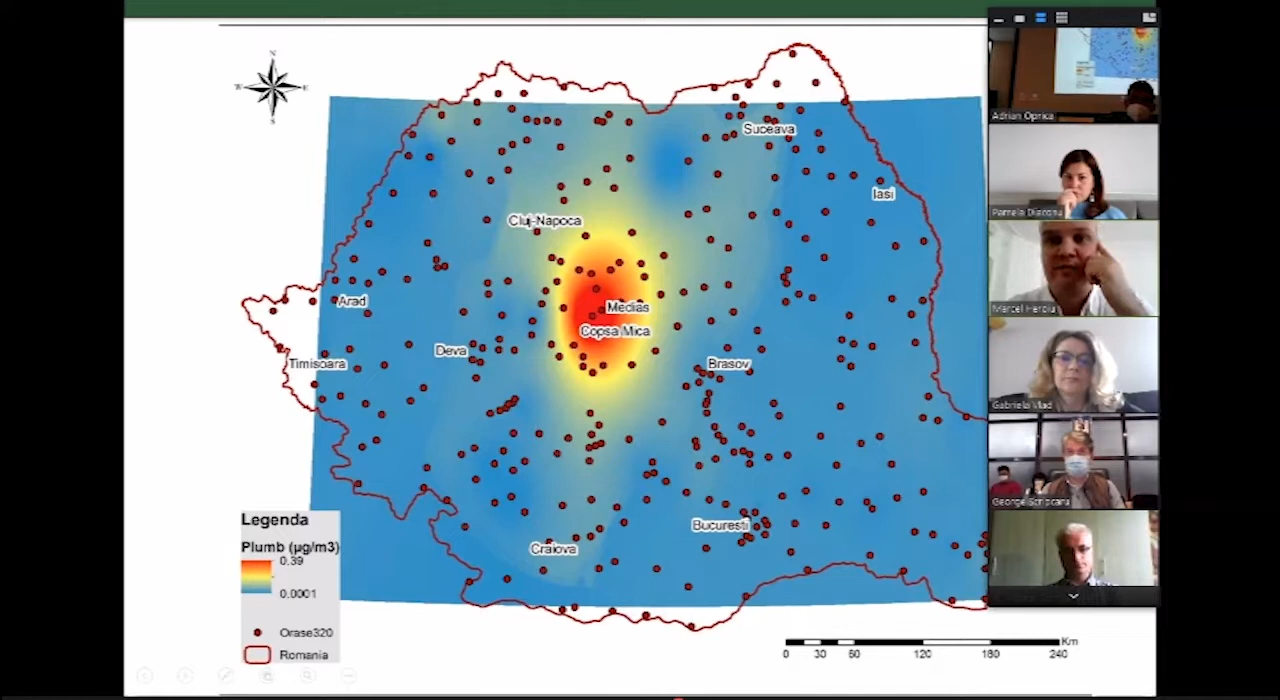 N
W
E
S
Suceava
Iasi
Cluj-Napoca
Arad
Medias
Copsa Mica
Deva
Timisoara
Brasov
Bucuresti
Craiova
Legenda
Plumb (µg/m3)
0.39
0.0001
Orase320
Romania
Km
0 30 60 120 180 240
Adrian Oprica
Pamela Diaconu
Marcel Heroiu
Gabriela Vlad
George